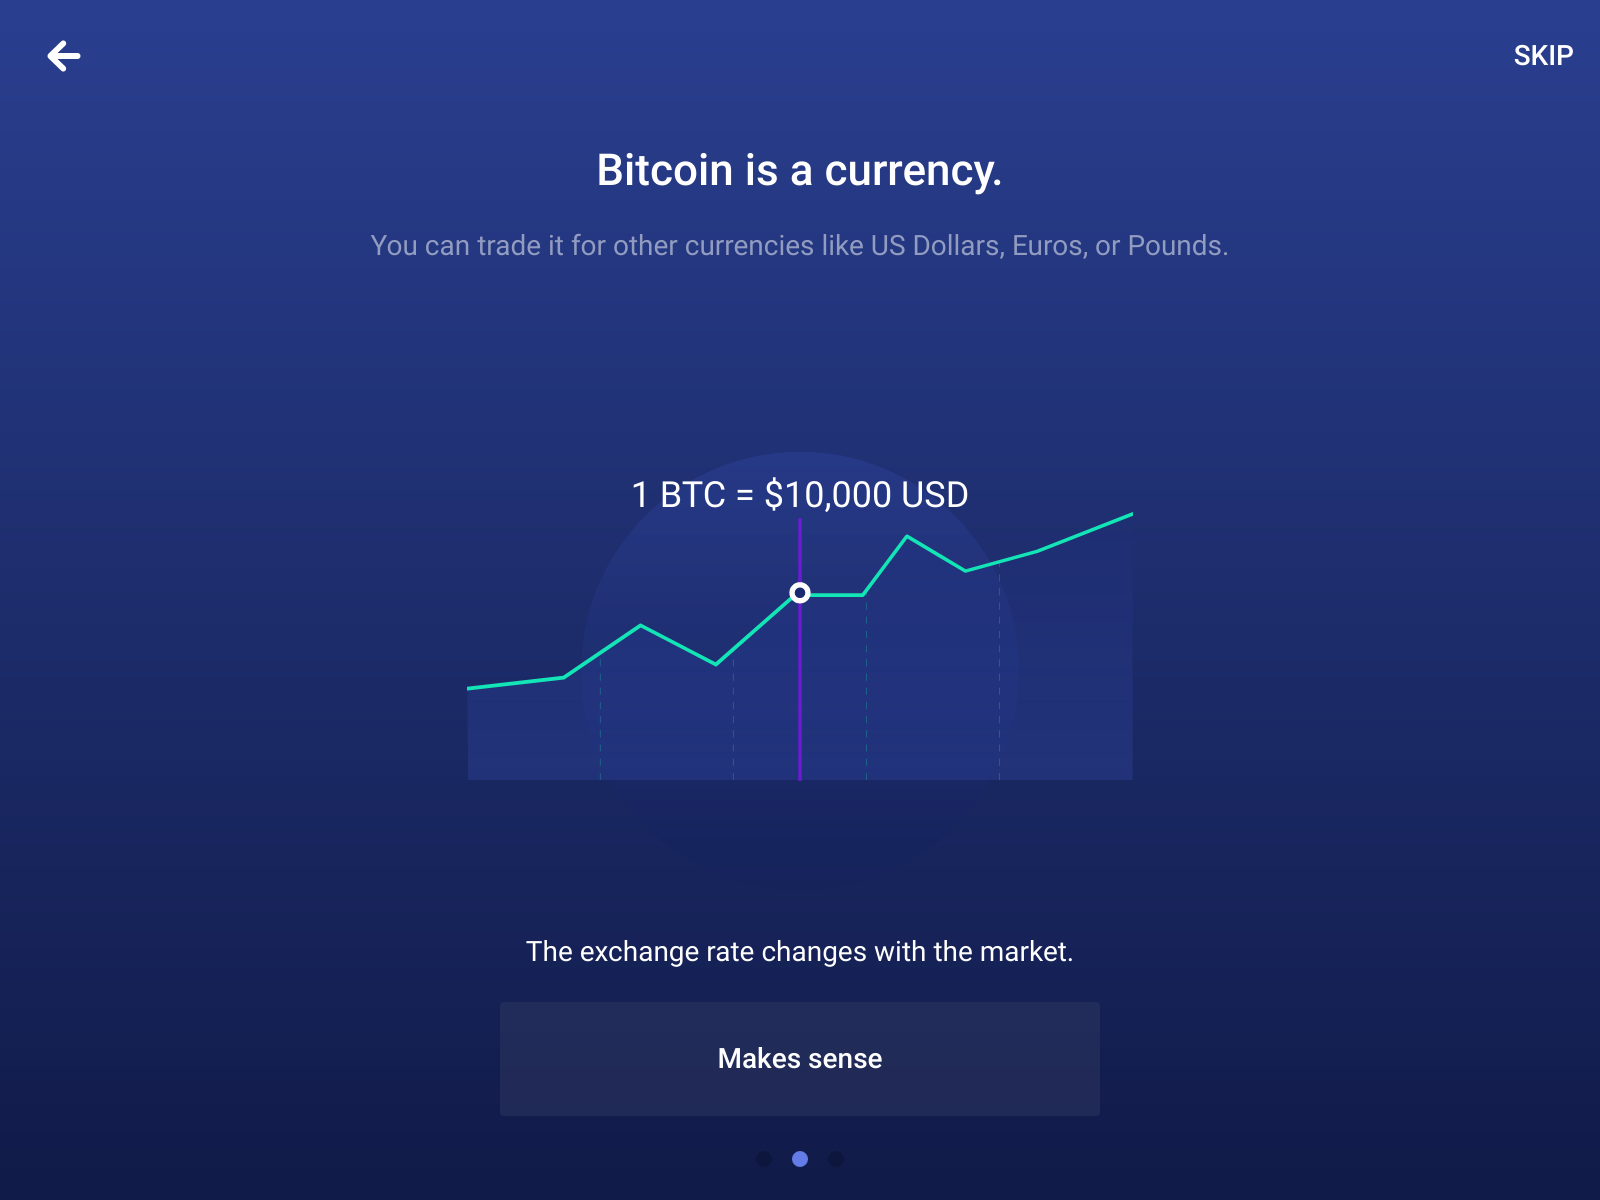 SKIP
Bitcoin is a currency.
You can trade it for other currencies like US Dollars, Euros, or Pounds.
1 BTC = $10,000 USD
The exchange rate changes with the market.
Makes sense